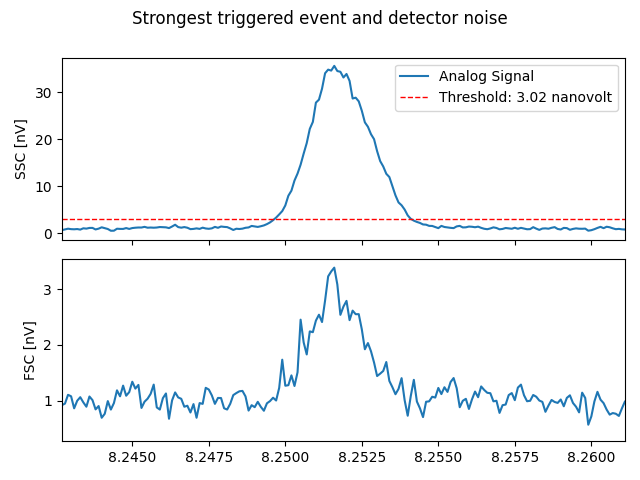 Strongest triggered event and detector noise
SSC [nV]
30
20
10
0
Analog Signal
Threshold: 3.02 nanovolt
FSC [nV]
3
2
1
8.2450 8.2475 8.2500 8.2525 8.2550 8.2575 8.2600